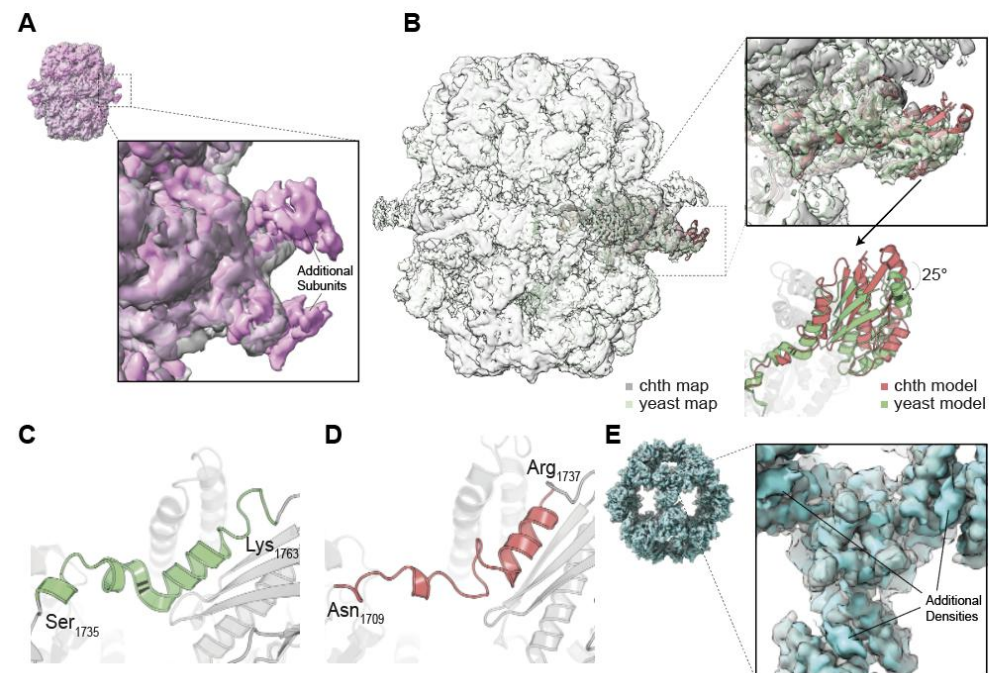 A
B
Additional
Subunits
25°
chth map
yeast map
chth model
yeast model
C
D
E
Ser1735
Lys1763
Asn1709
Arg1737
Additional
Densities